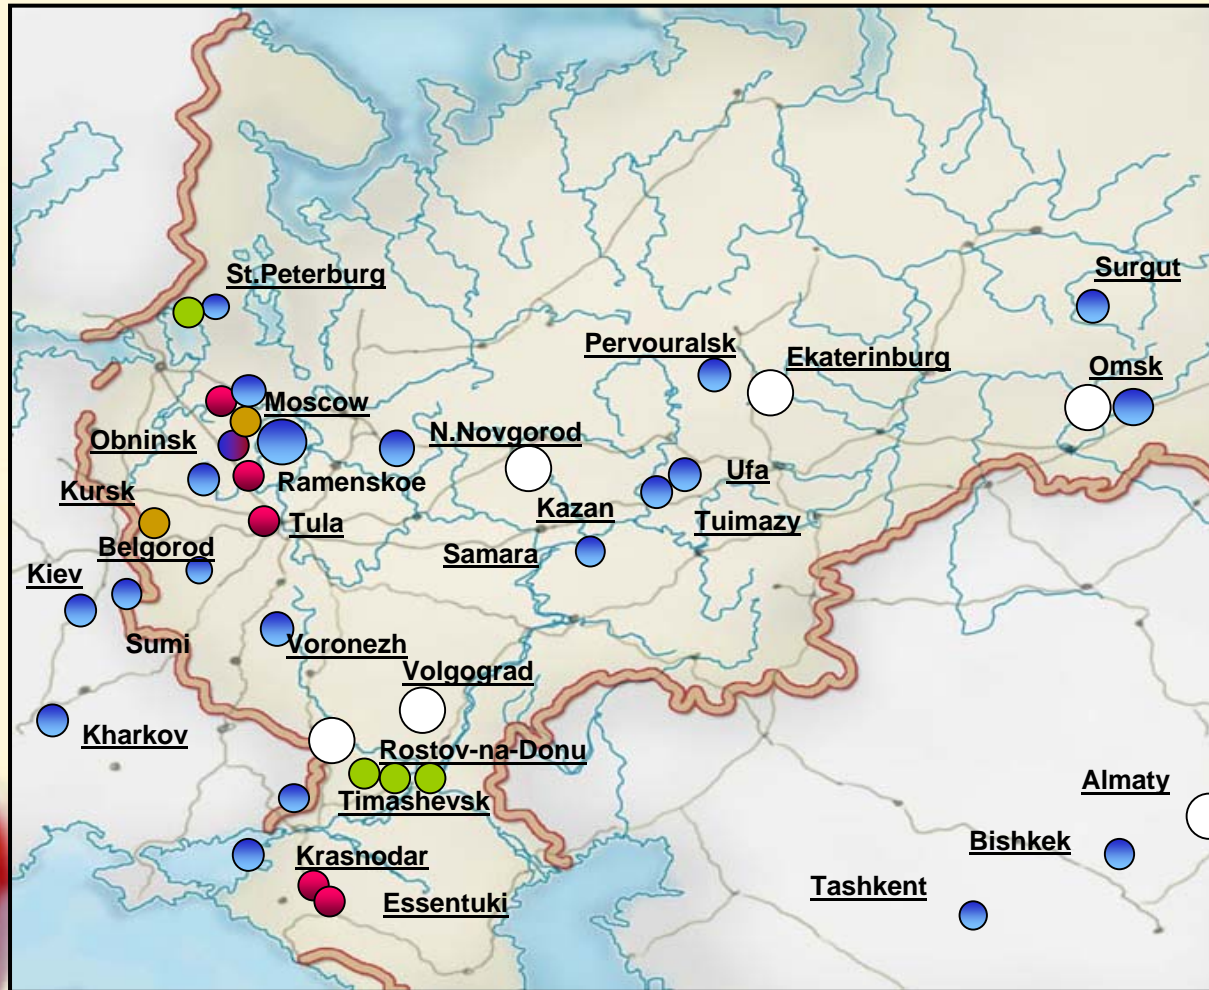 Surgut
St.Peterburg
Pervouralsk
Ekaterinburg
Omsk
Moscow
N.Novgorod
Obninsk
Ufa
Ramenskoe
Kursk
Kazan
Tuimazy
Tula
Belgorod
Samara
Kiev
Sumi
Voronezh
Volgograd
Kharkov
Rostov-na-Donu
Almaty
Timashevsk
Bishkek
Krasnodar
Tashkent
Essentuki